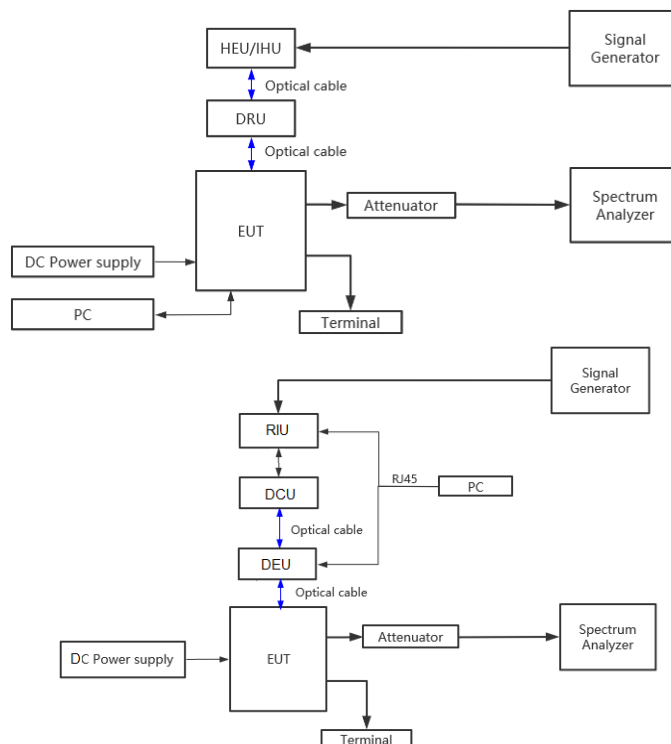 Signal
Generator
HEU/IHU
Optical cable
DRU
Optical cable
EUT
Attenuator
Spectrum
Analyzer
DC Power supply
PC
Terminal
Signal
Generator
RIU
RJ45
PC
DCU
Optical cable
DEU
Optical cable
EUT
Attenuator
Spectrum
Analyzer
DC Power supply
Terminal